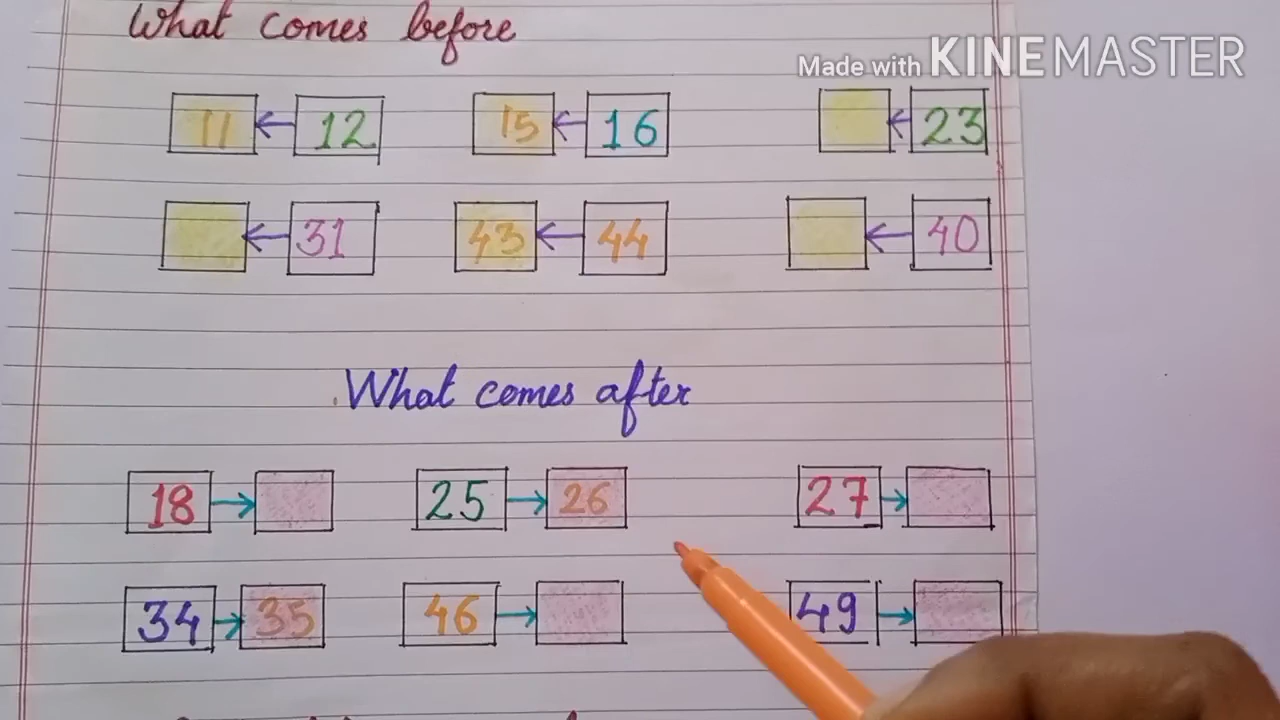 What comes before
Made with KINEMASTER
11 12 15 16 23
31 43 44 40
What comes after
18 25 26 27
34 35 46 49